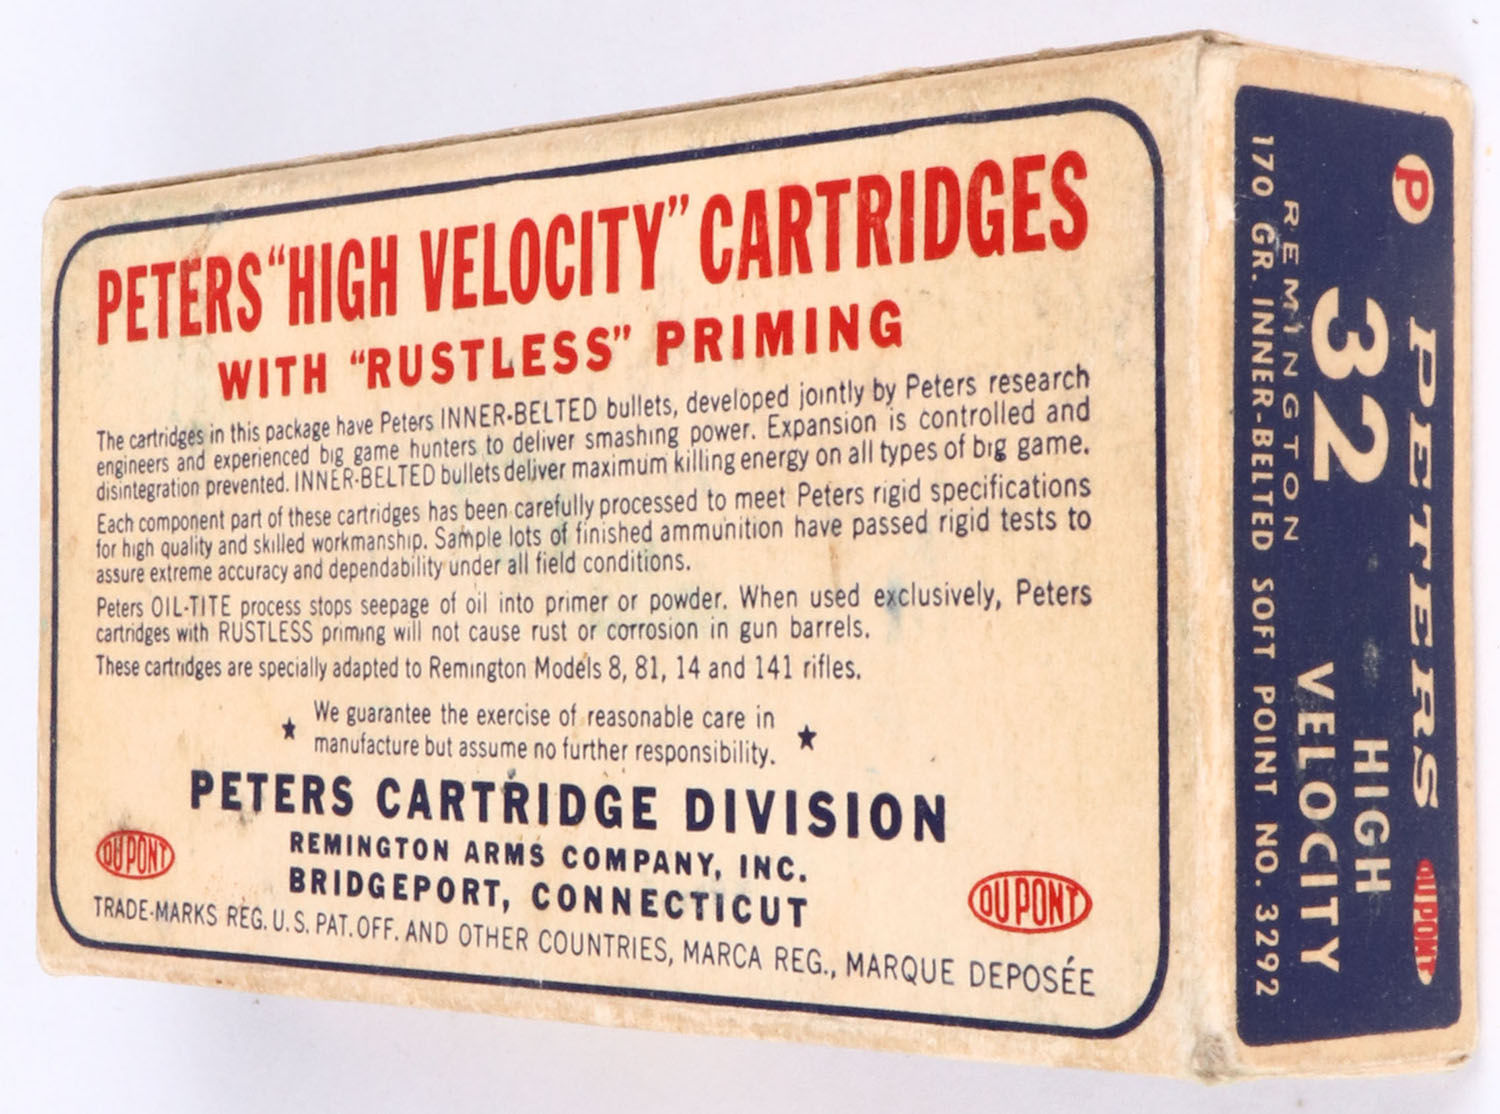 PETERS "HIGH VELOCITY" CARTRIDGES
WITH "RUSTLESS" PRIMING
The cartridges in this package have Peters INNER-BELTED bullets, developed jointly by Peters research
engineers and experienced big game hunters to deliver smashing power. Expansion is controlled and
disintegration prevented. INNER-BELTED bullets deliver maximum killing energy on all types of big game.
Each component part of these cartridges has been carefully processed to meet Peters rigid specifications
for high quality and skilled workmanship. Sample lots of finished ammunition have passed rigid tests to
assure extreme accuracy and dependability under all field conditions.
Peters OIL-TITE process stops seepage of oil into primer or powder. When used exclusively, Peters
cartridges with RUSTLESS priming will not cause rust or corrosion in gun barrels.
These cartridges are specially adapted to Remington Models 8, 81, 14 and 141 rifles.
We guarantee the exercise of reasonable care in
manufacture but assume no further responsibility.
PETERS CARTRIDGE DIVISION
REMINGTON ARMS COMPANY, INC.
BRIDGEPORT, CONNECTICUT
DU PONT
DU PONT
TRADE-MARKS REG. U.S. PAT. OFF. AND OTHER COUNTRIES, MARCA REG., MARQUE DEPOSÉE
P PETERS DU PONT
32 HIGH
VELOCITY
REMINGTON
170 GR. INNER-BELTED SOFT POINT NO. 3292